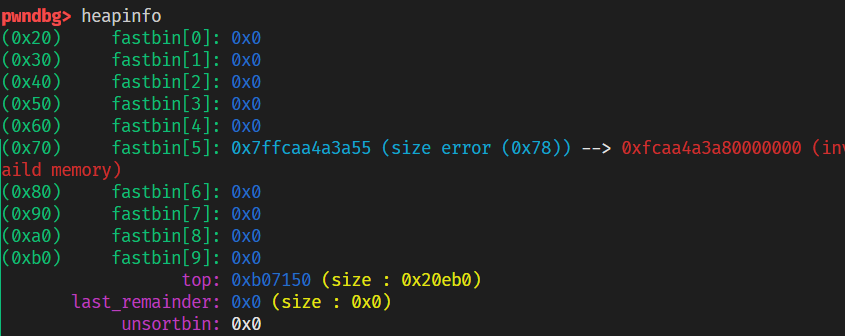 pwndbg> heapinfo
(0x20)     fastbin[0]: 0x0
(0x30)     fastbin[1]: 0x0
(0x40)     fastbin[2]: 0x0
(0x50)     fastbin[3]: 0x0
(0x60)     fastbin[4]: 0x0
(0x70)     fastbin[5]: 0x7ffcaa4a3a55 (size error (0x78)) --> 0xfcaa4a3a80000000 (inv
aild memory)
(0x80)     fastbin[6]: 0x0
(0x90)     fastbin[7]: 0x0
(0xa0)     fastbin[8]: 0x0
(0xb0)     fastbin[9]: 0x0
top: 0xb07150 (size : 0x20eb0)
last_remainder: 0x0 (size : 0x0)
unsortbin: 0x0